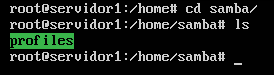 root@servidor1:/home# cd samba/
root@servidor1:/home/samba# ls
profiles
root@servidor1:/home/samba# _